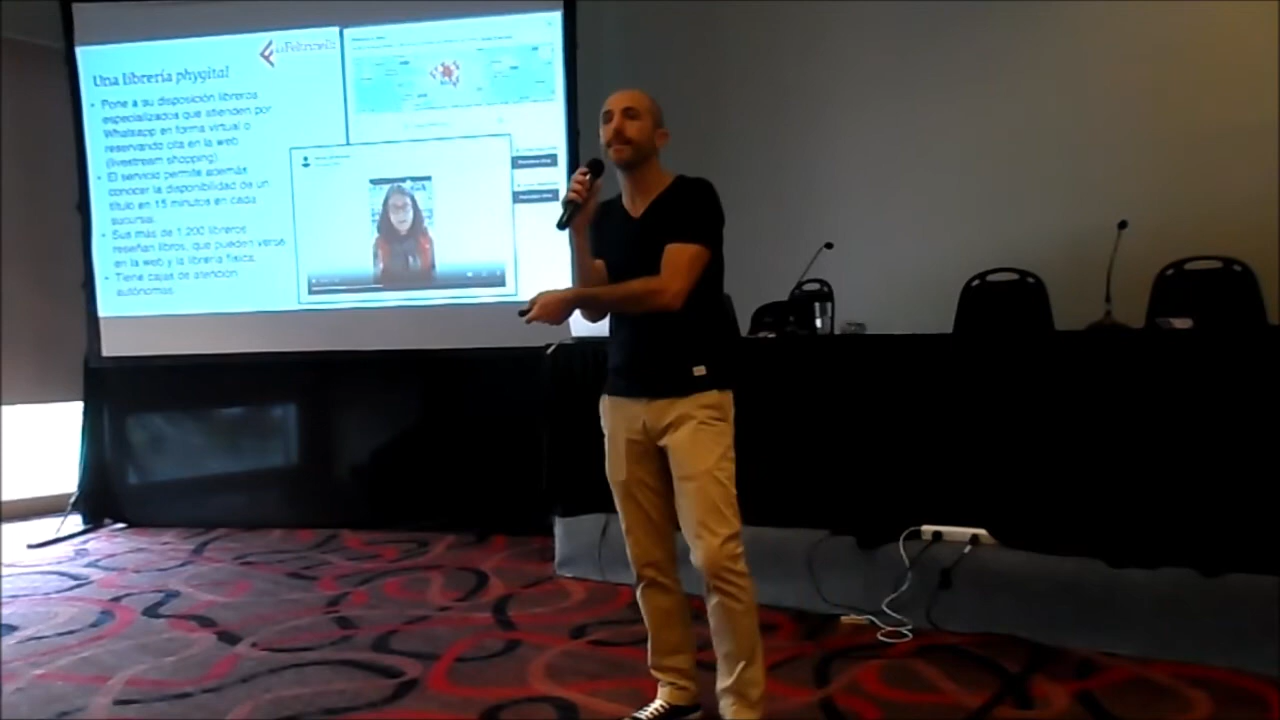 laFeltrinelli
Una librería phygital
• Pone a su disposición libreros
especializados que atienden por
Whatsapp en forma virtual o
reservando cita en la web
(livestream shopping)
• El servicio permite además
conocer la disponibilidad de un
título en 15 minutos en cada
sucursal.
• Sus más de 1.200 libreros
reseñan libros, que pueden verse
en la web y la librería física.
• Tiene cajas de atención
autónomas.